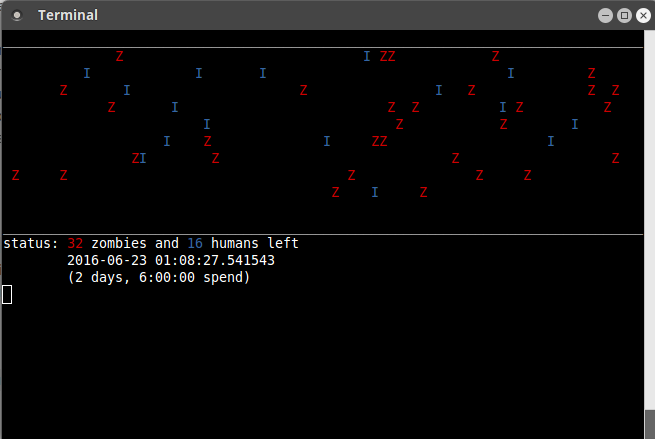 Terminal
Z I ZZ Z
I I I I Z
Z I Z I Z Z Z
Z I Z Z I Z Z
I Z Z I
I Z I ZZ I
ZI Z Z Z
Z Z Z Z Z
Z I Z
status: 32 zombies and 16 humans left
2016-06-23 01:08:27.541543
(2 days, 6:00:00 spend)